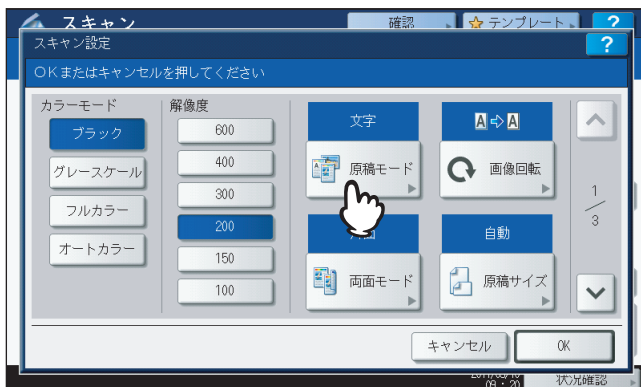 スキャン
確認
テンプレート
?
スキャン設定
?
OKまたはキャンセルを押してください
カラーモード
ブラック
グレースケール
フルカラー
オートカラー
解像度
600
400
300
200
150
100
文字
原稿モード
A⇨A
画像回転
両面モード
自動
原稿サイズ
1
3
キャンセル
OK
09 : 20
状況確認